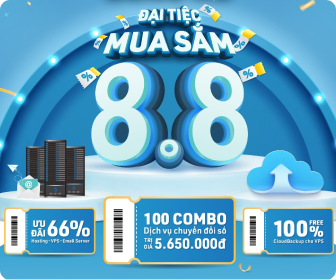 ĐẠI TIỆC
MUA SẮM
8.8
ƯU ĐÃI 66%
Hosting - VPS - Email Server
100 COMBO
Dịch vụ chuyển đổi số
TRỊ GIÁ 5.650.000đ
FREE
100%
CloudBackup cho VPS